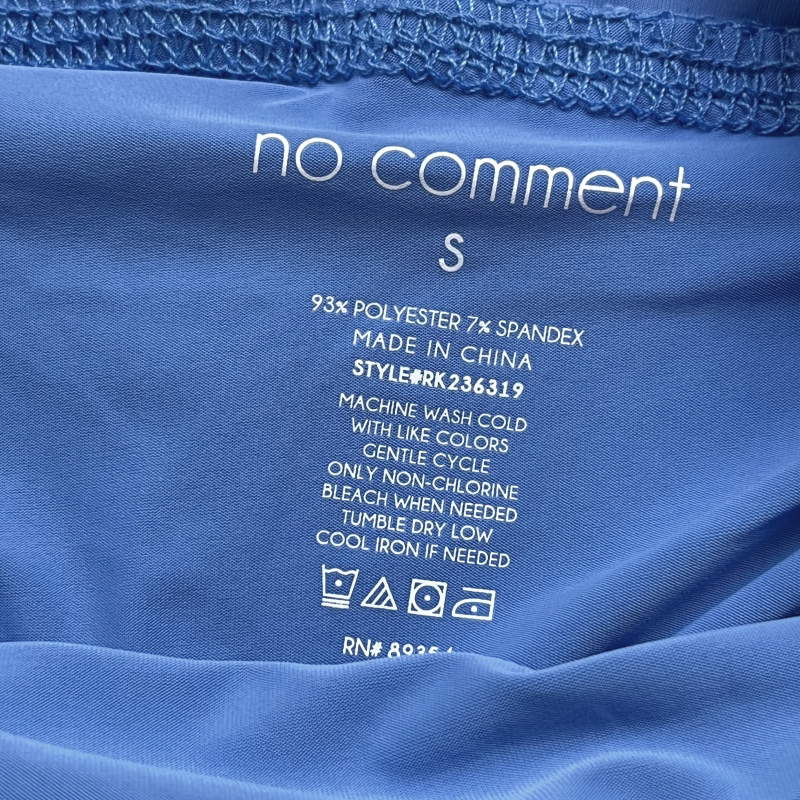 no comment
S
93% POLYESTER 7% SPANDEX
MADE IN CHINA
STYLE#RK236319
MACHINE WASH COLD
WITH LIKE COLORS
GENTLE CYCLE
ONLY NON-CHLORINE
BLEACH WHEN NEEDED
TUMBLE DRY LOW
COOL IRON IF NEEDED
RN#